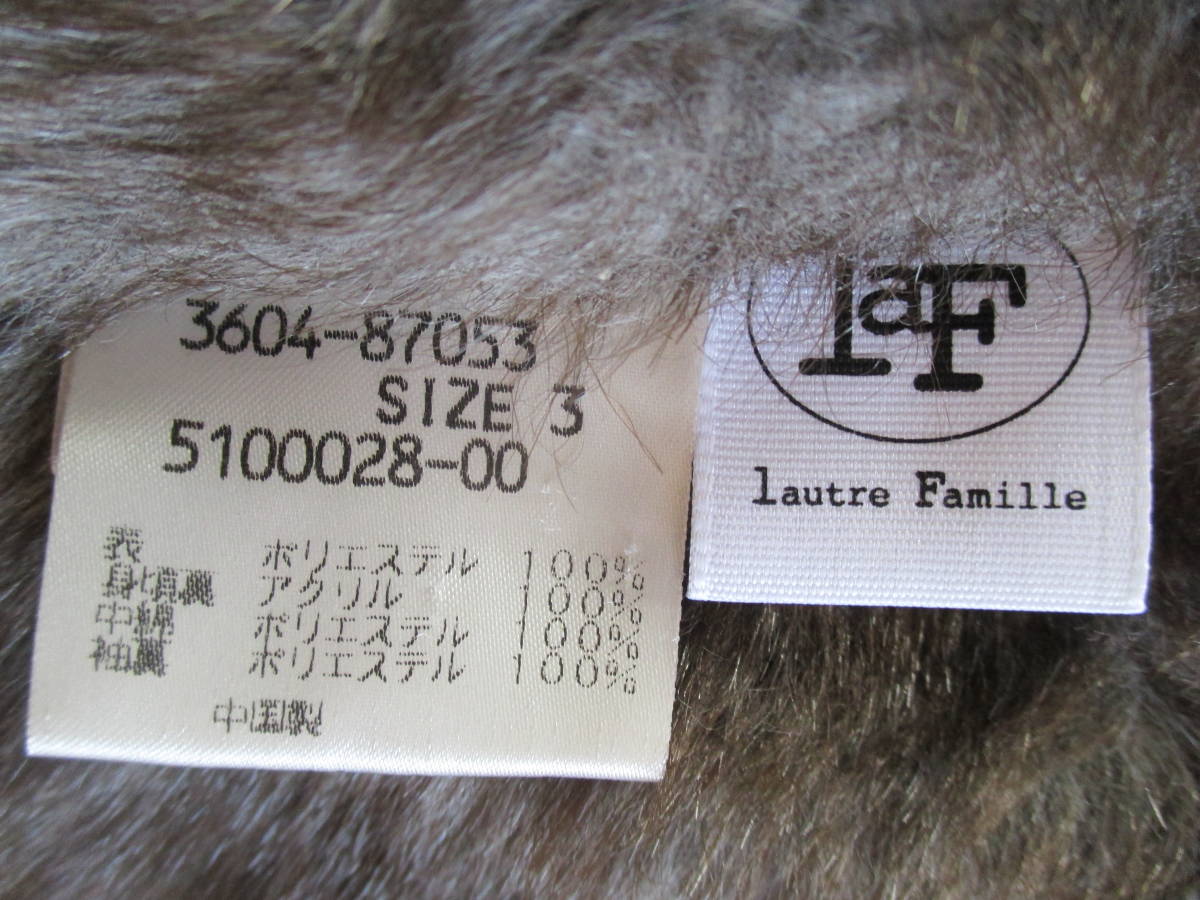 3604-87053
SIZE 3
5100028-00
表 ポリエステル 100%
身頃裏 アクリル 100%
中綿 ポリエステル 100%
袖裏 ポリエステル 100%
中国製
laF
lautre Famille